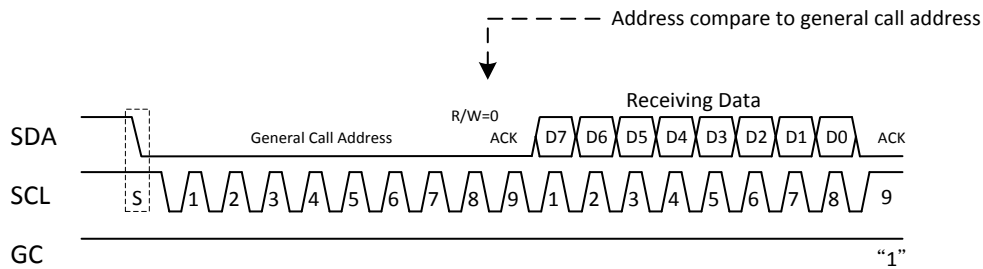 Address compare to general call address
Receiving Data
R/W=0
SDA General Call Address ACK D7 D6 D5 D4 D3 D2 D1 D0 ACK
SCL S 1 2 3 4 5 6 7 8 9 1 2 3 4 5 6 7 8 9
GC “1”